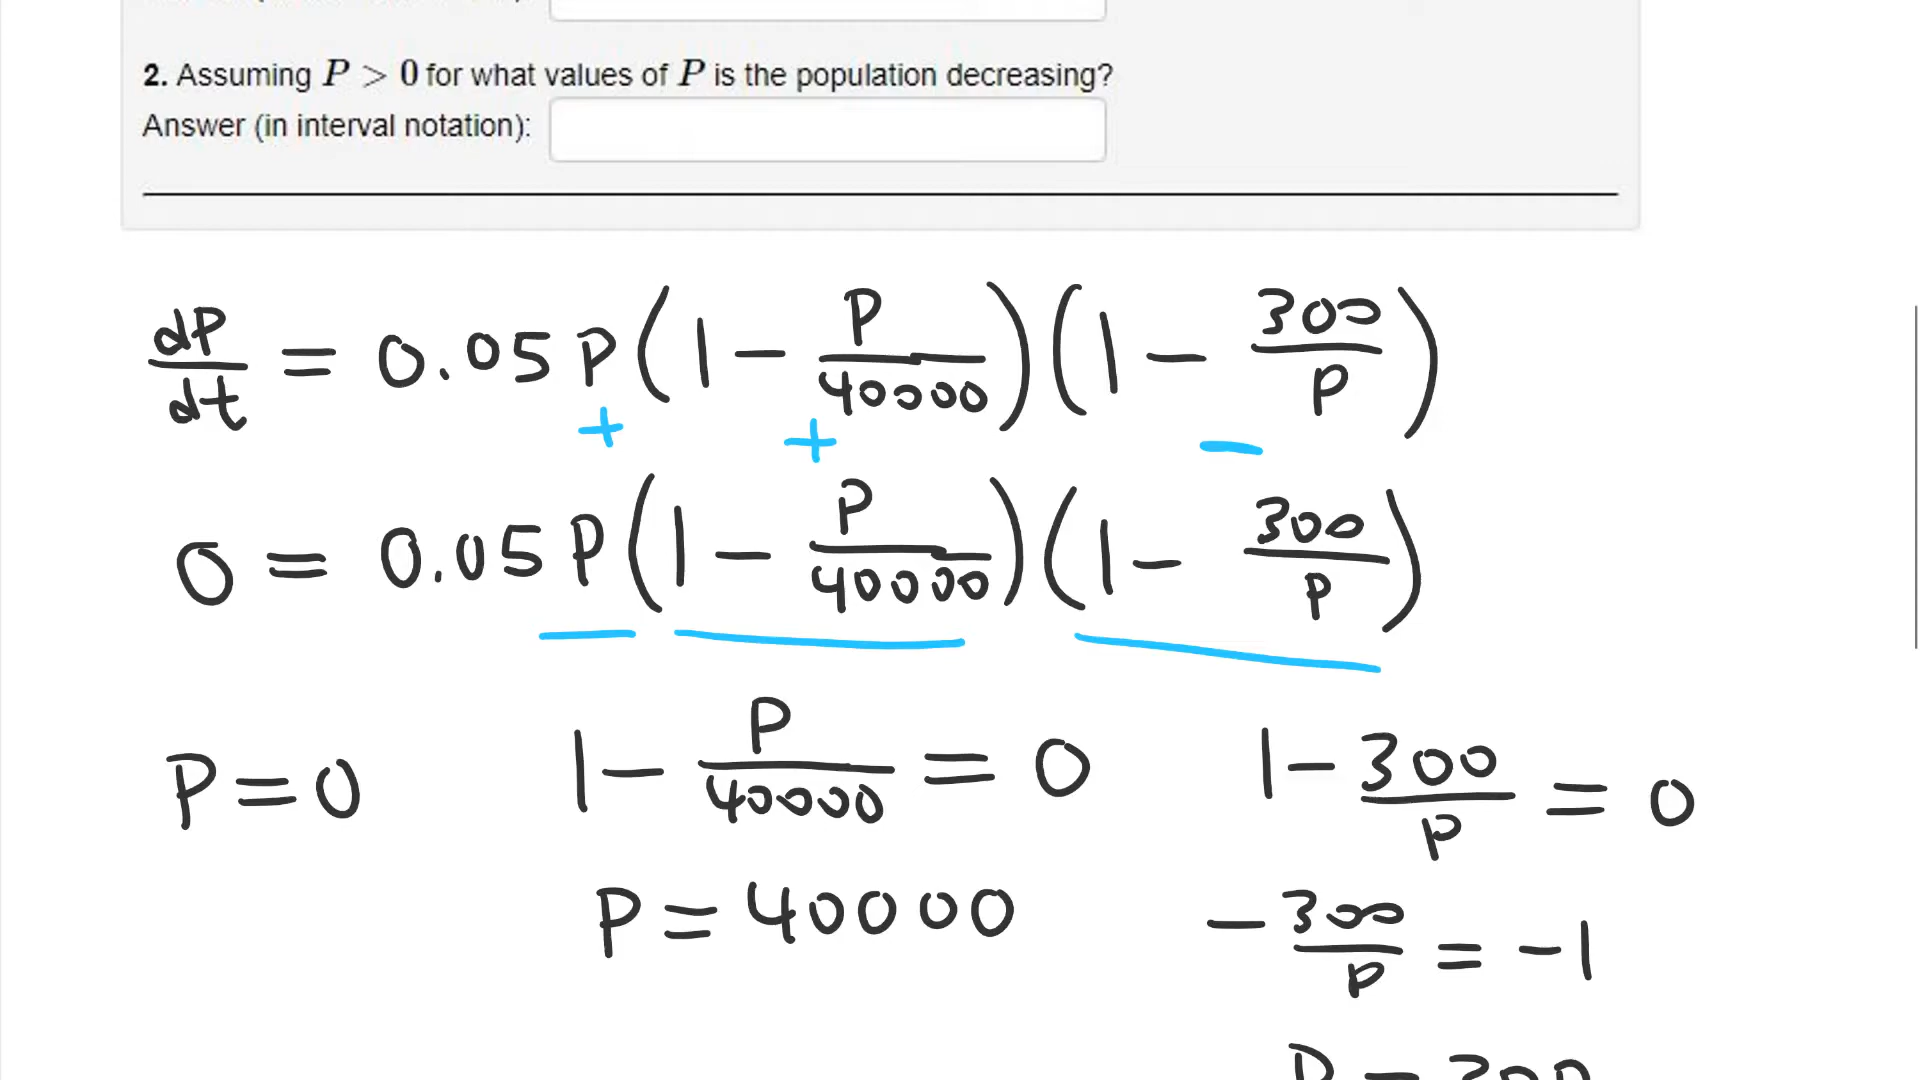 2. Assuming P > 0 for what values of P is the population decreasing?
Answer (in interval notation):
dP/dt = 0.05P(1 - P/40000)(1 - 300/P)
+ + -
0 = 0.05P(1 - P/40000)(1 - 300/P)
P=0 1 - P/40000 = 0 1 - 300/P = 0
P = 40000 - 300/P = -1
P = 300